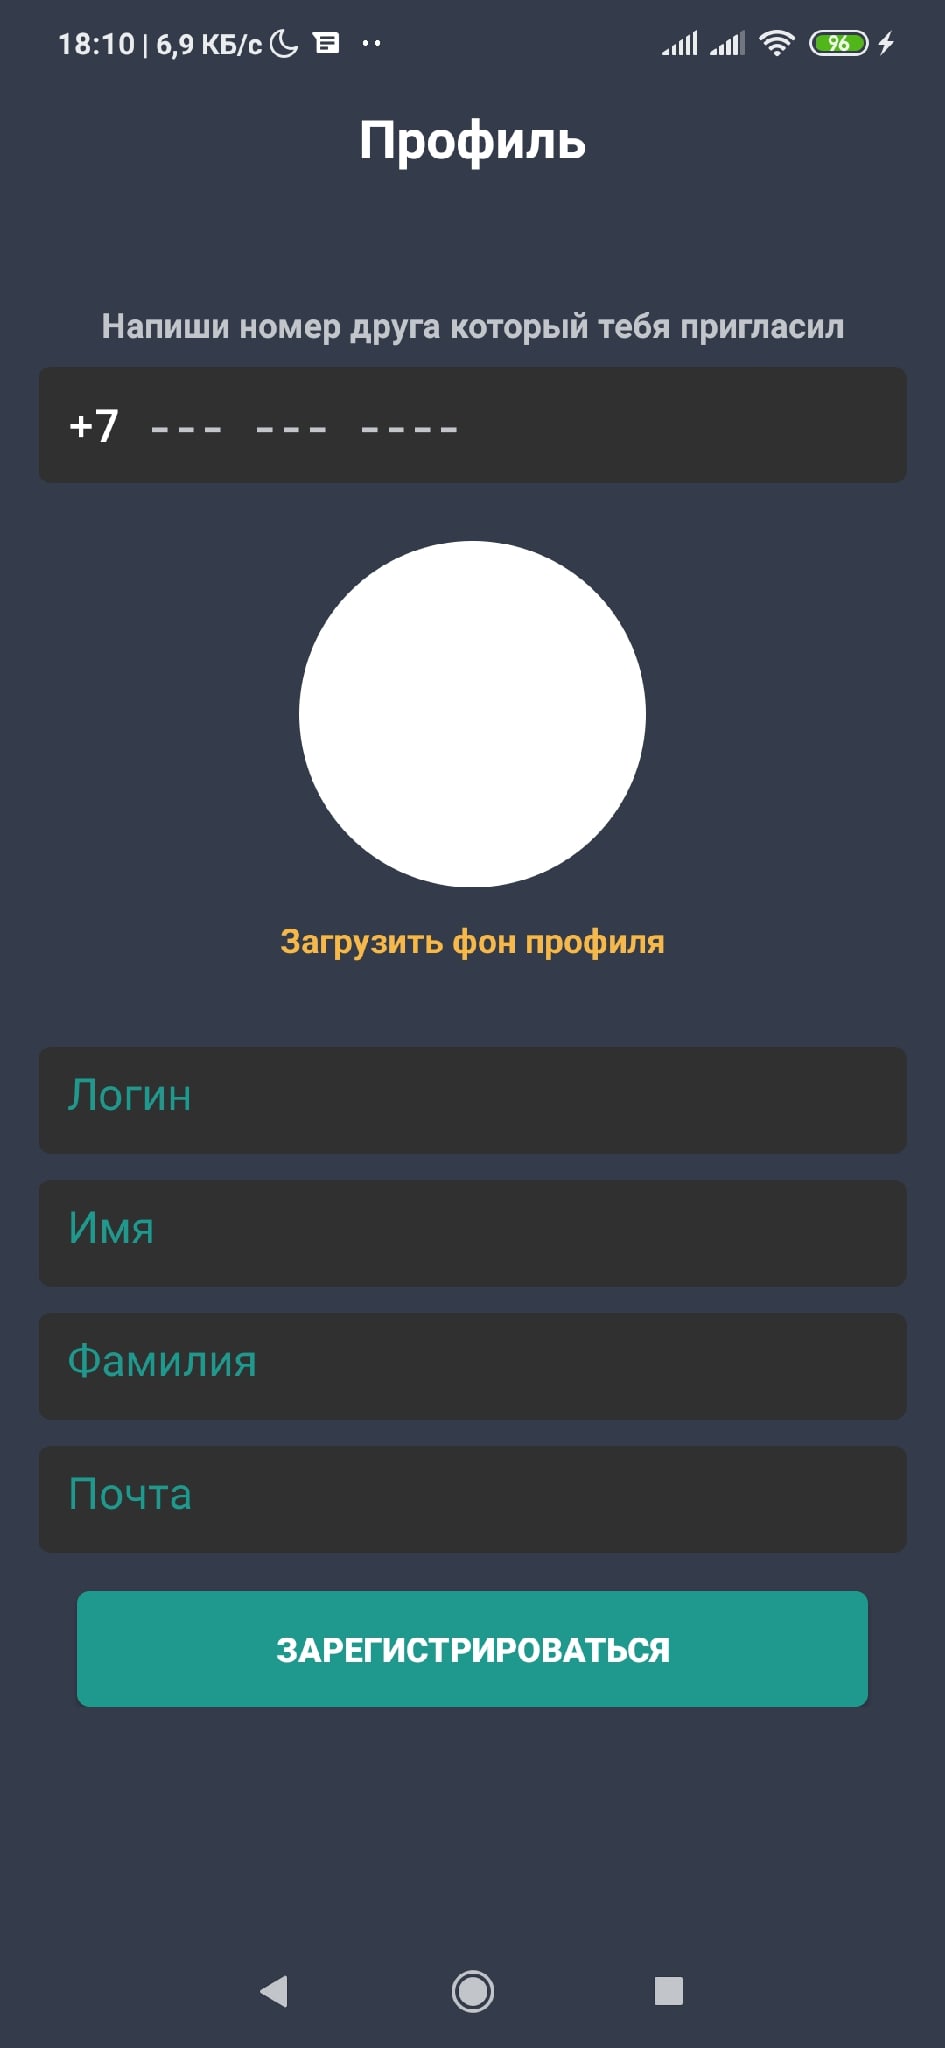 18:10 | 6,9 КБ/с
96
Профиль
Напиши номер друга который тебя пригласил
+7 --- --- ----
Загрузить фон профиля
Логин
Имя
Фамилия
Почта
ЗАРЕГИСТРИРОВАТЬСЯ